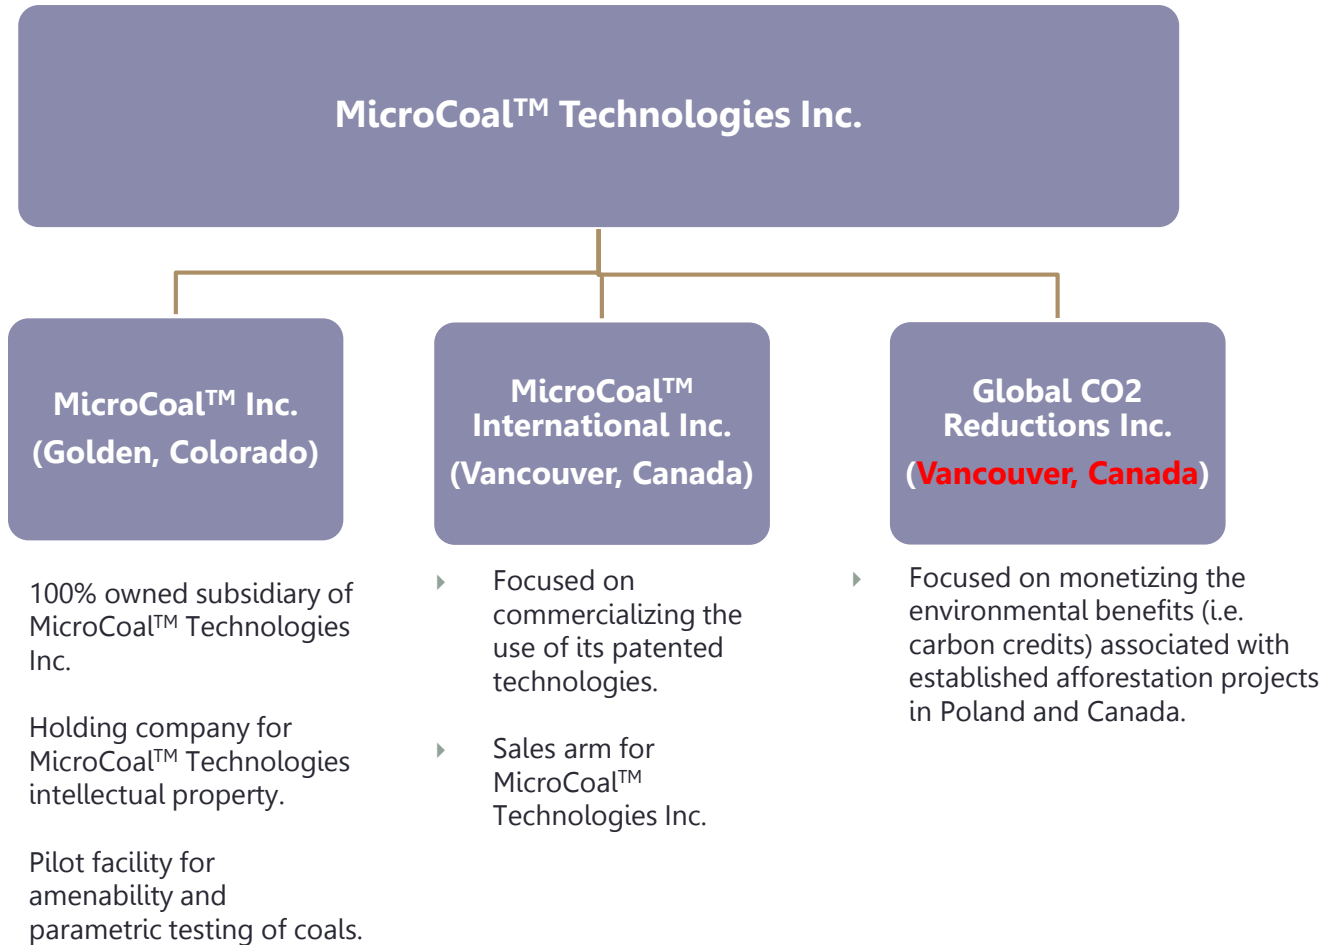 MicroCoal™ Technologies Inc.
MicroCoal™ Inc.
(Golden, Colorado)
MicroCoal™
International Inc.
(Vancouver, Canada)
Global CO2
Reductions Inc.
(Vancouver, Canada)
100% owned subsidiary of
MicroCoal™ Technologies
Inc.
Holding company for
MicroCoal™ Technologies
intellectual property.
Pilot facility for
amenability and
parametric testing of coals.
Focused on
commercializing the
use of its patented
technologies.
Sales arm for
MicroCoal™
Technologies Inc.
Focused on monetizing the
environmental benefits (i.e.
carbon credits) associated with
established afforestation projects
in Poland and Canada.